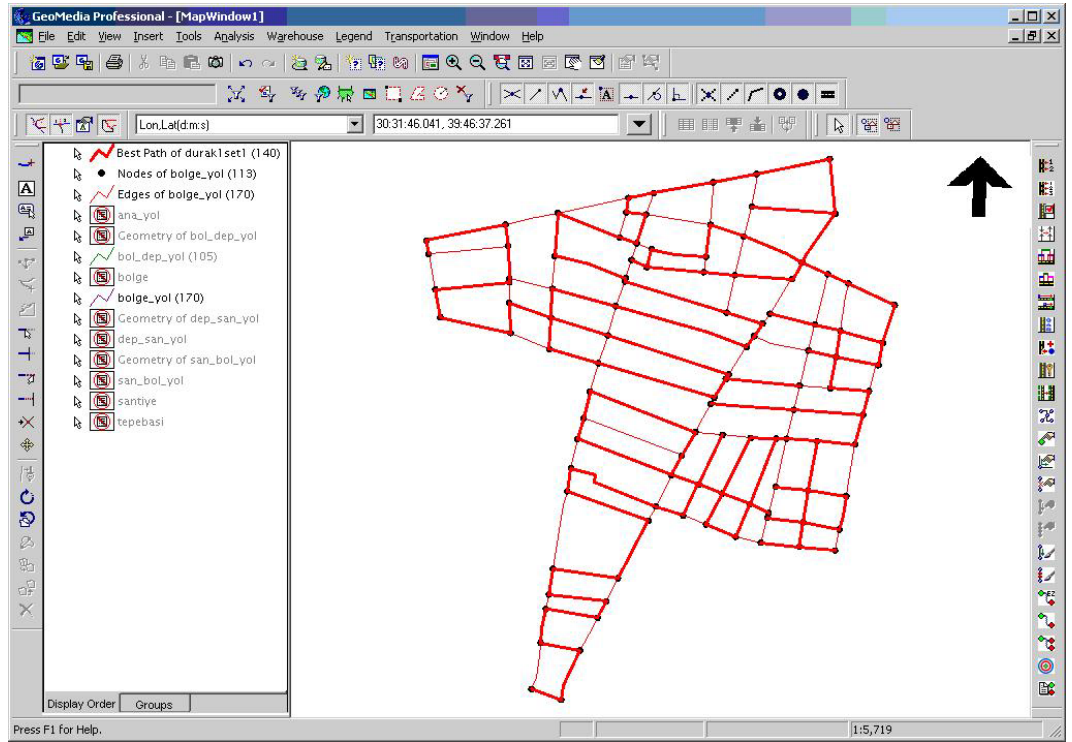 GeoMedia Professional - [MapWindow1]
File Edit View Insert Tools Analysis Warehouse Legend Transportation Window Help
Lon,Lat(d:m:s) 30:31:46.041, 39:46:37.261
Best Path of durak1set1 (140)
Nodes of bolge_yol (113)
Edges of bolge_yol (170)
ana_yol
Geometry of bol_dep_yol
bol_dep_yol (105)
bolge
bolge_yol (170)
Geometry of dep_san_yol
dep_san_yol
Geometry of san_bol_yol
san_bol_yol
santiye
tepebasi
Display Order Groups
Press F1 for Help. 1:5,719